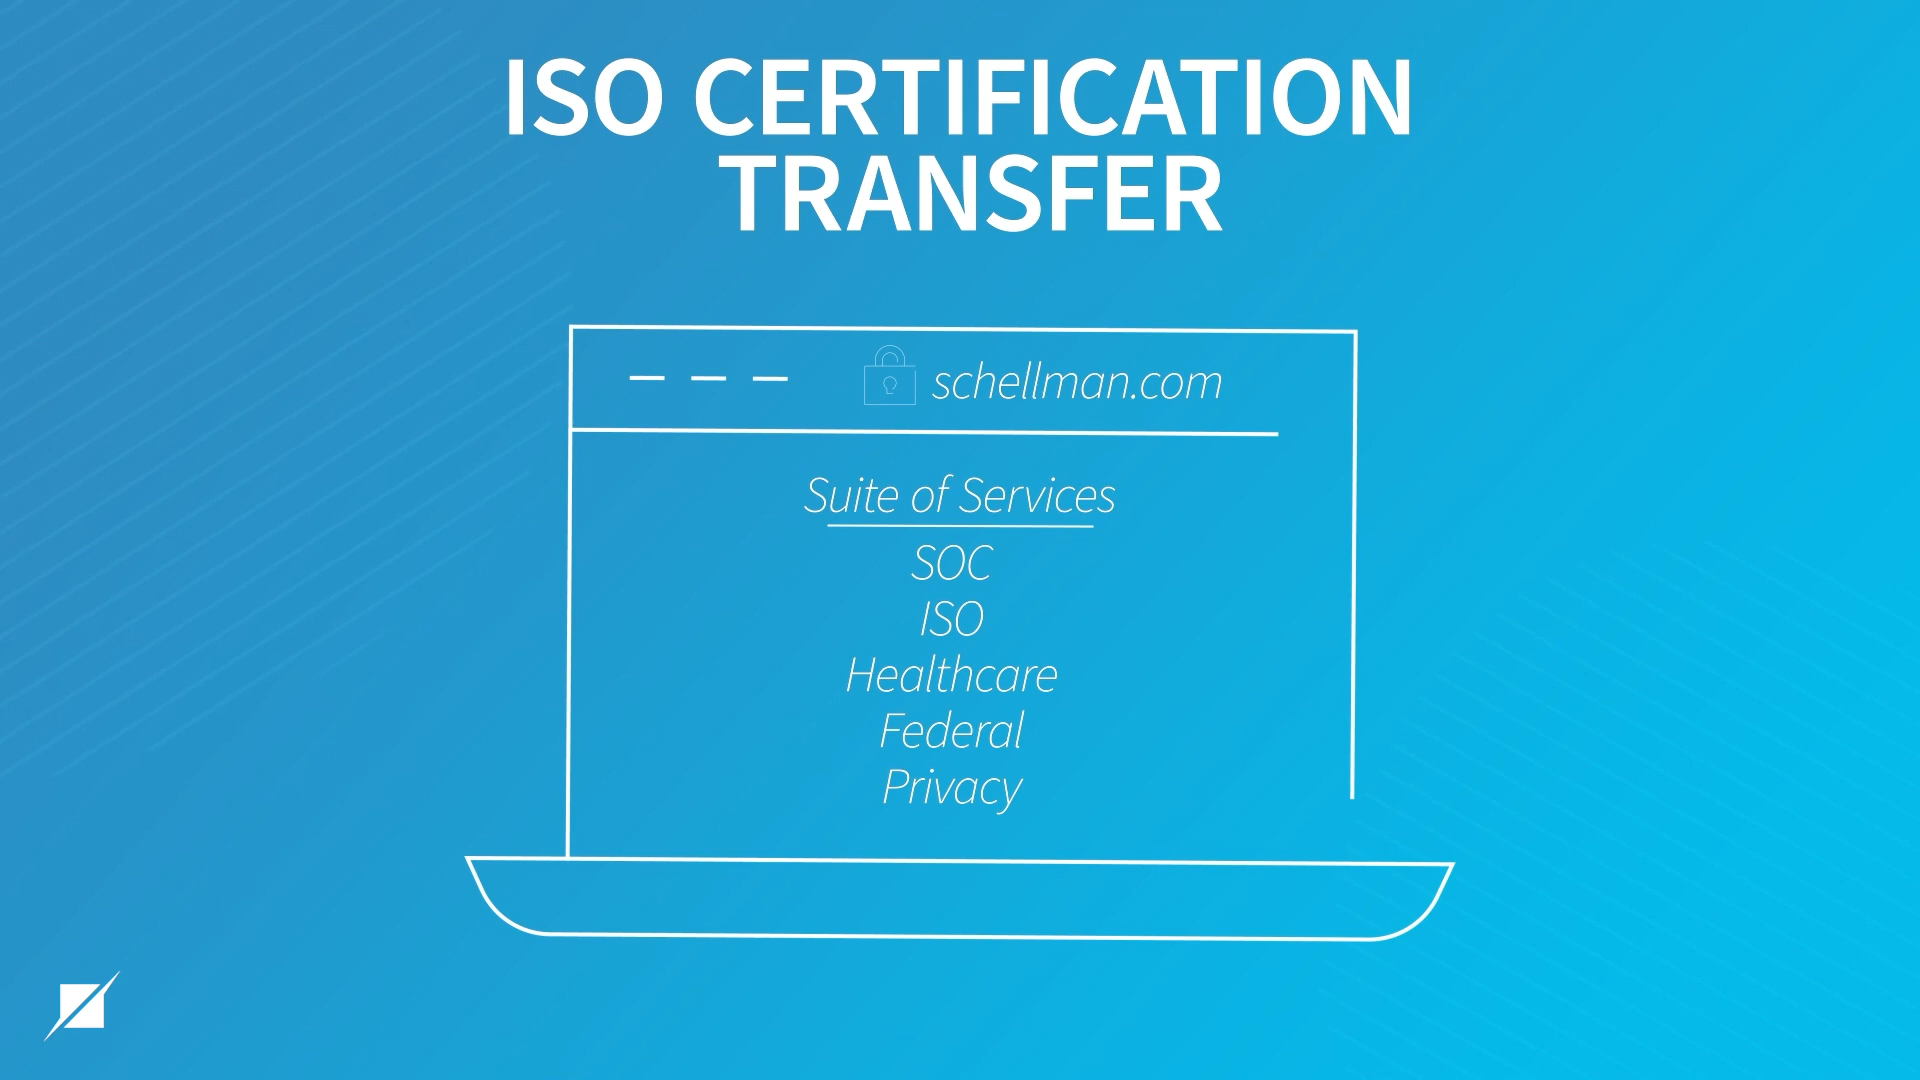 ISO CERTIFICATION
TRANSFER
schellman.com
Suite of Services
SOC
ISO
Healthcare
Federal
Privacy